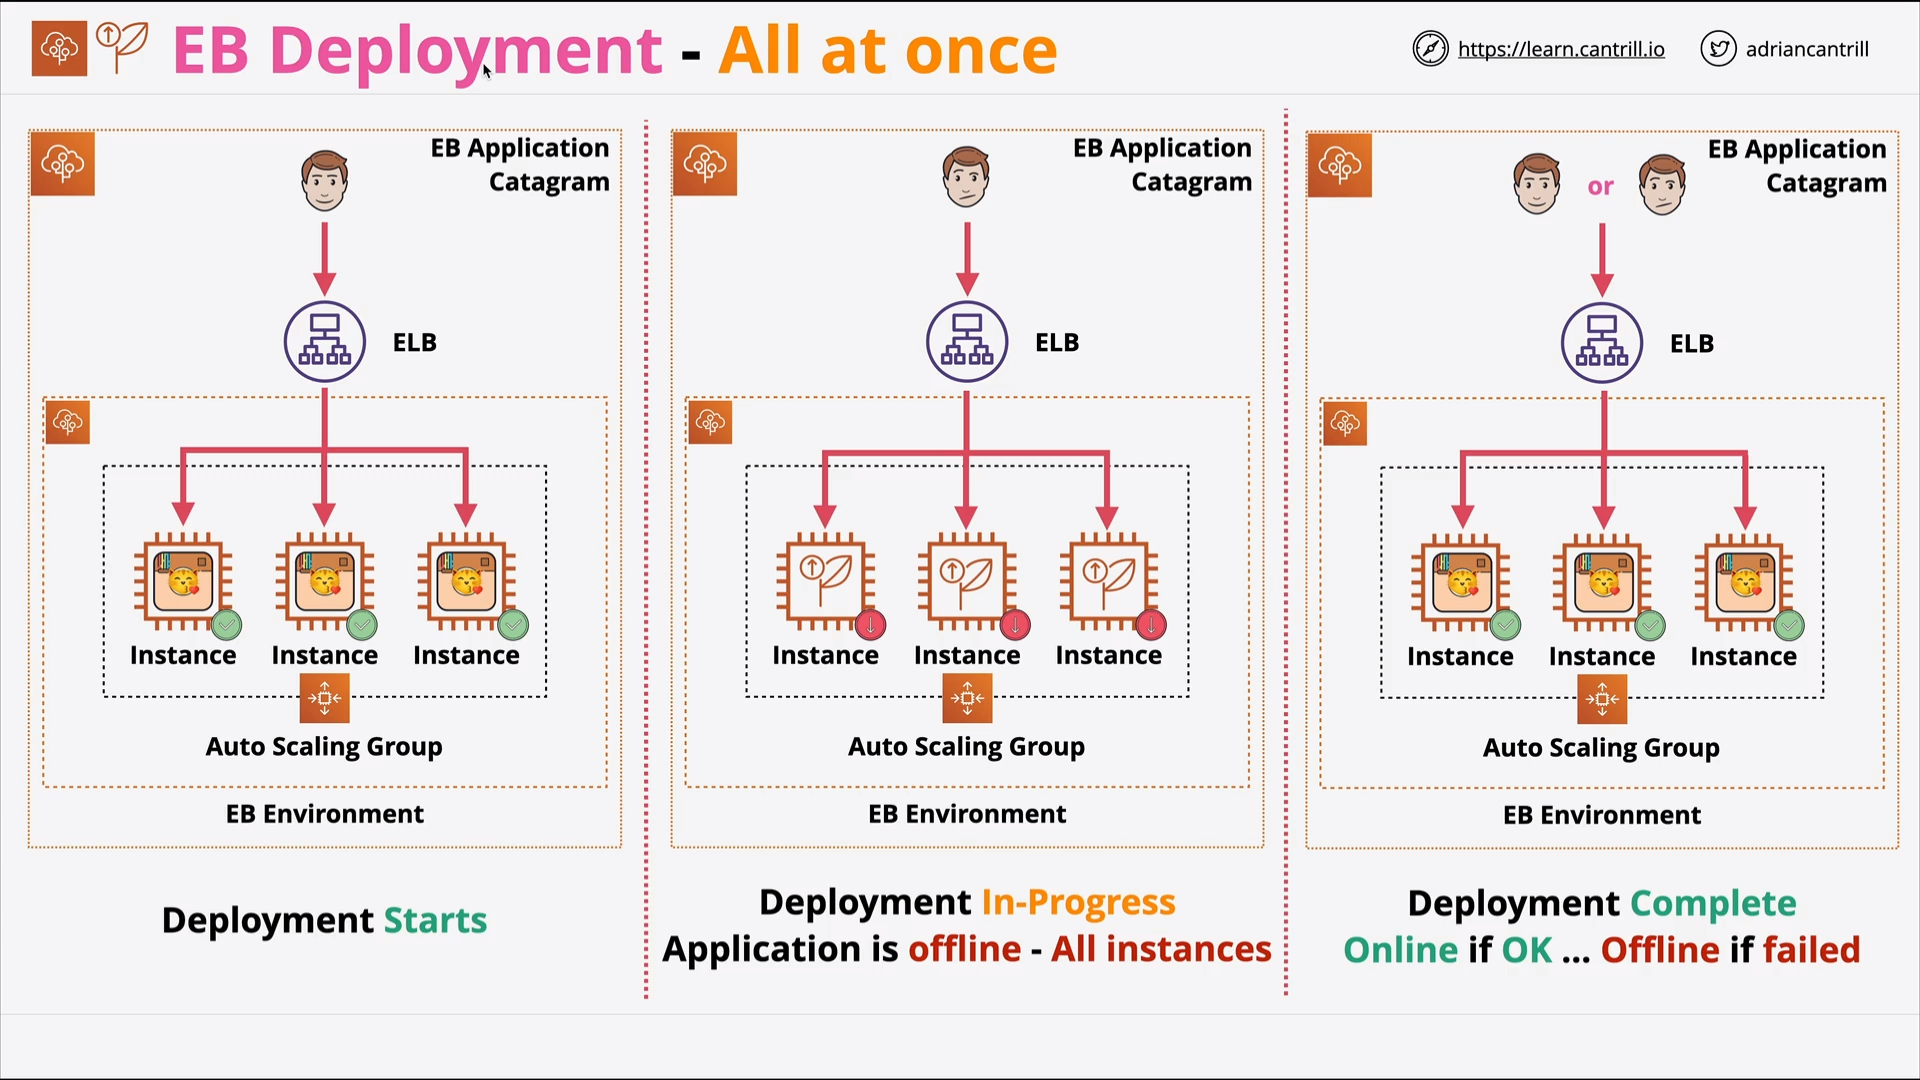 EB Deployment - All at once
https://learn.cantrill.io
adriancantrill
EB Application
Catagram
ELB
Instance Instance Instance
Auto Scaling Group
EB Environment
Deployment Starts
EB Application
Catagram
ELB
Instance Instance Instance
Auto Scaling Group
EB Environment
Deployment In-Progress
Application is offline - All instances
or
EB Application
Catagram
ELB
Instance Instance Instance
Auto Scaling Group
EB Environment
Deployment Complete
Online if OK ... Offline if failed